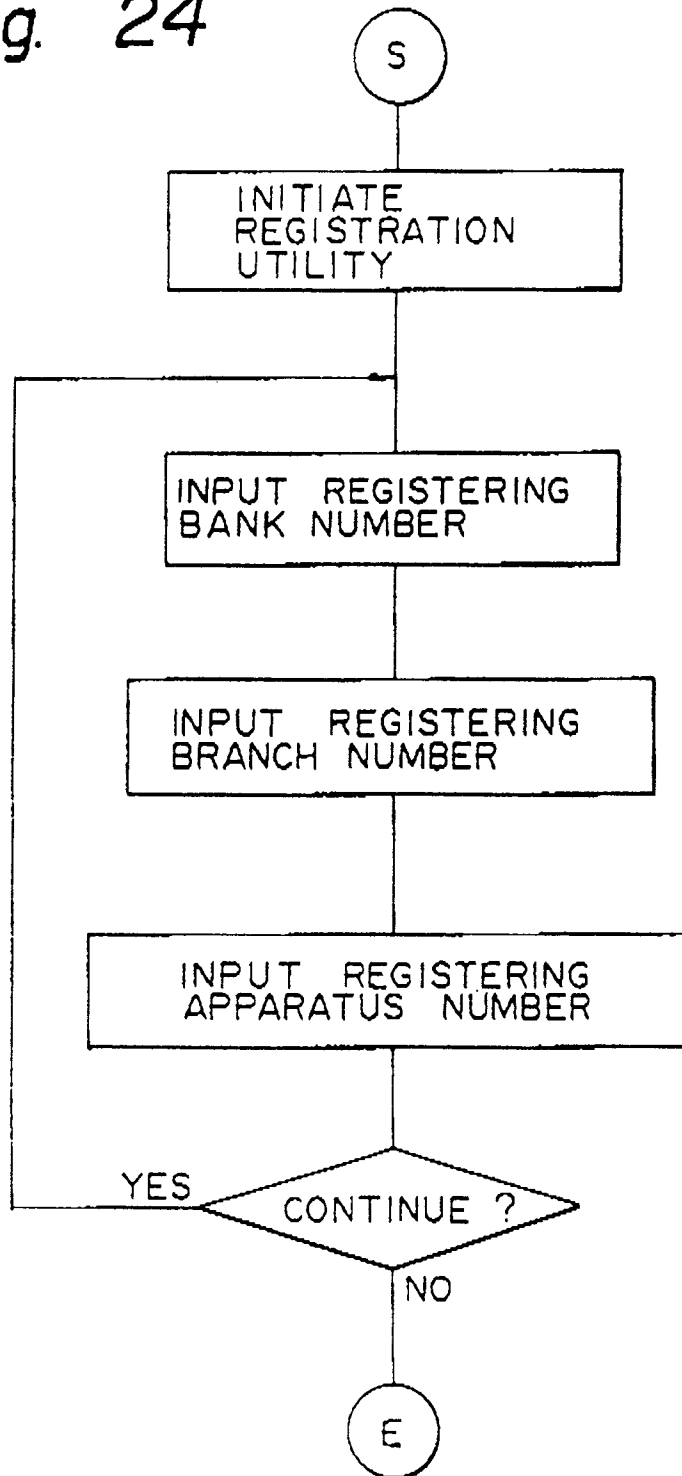 g. 24
S
INITIATE
REGISTRATION
UTILITY
INPUT REGISTERING
BANK NUMBER
INPUT REGISTERING
BRANCH NUMBER
INPUT REGISTERING
APPARATUS NUMBER
YES
CONTINUE ?
NO
E